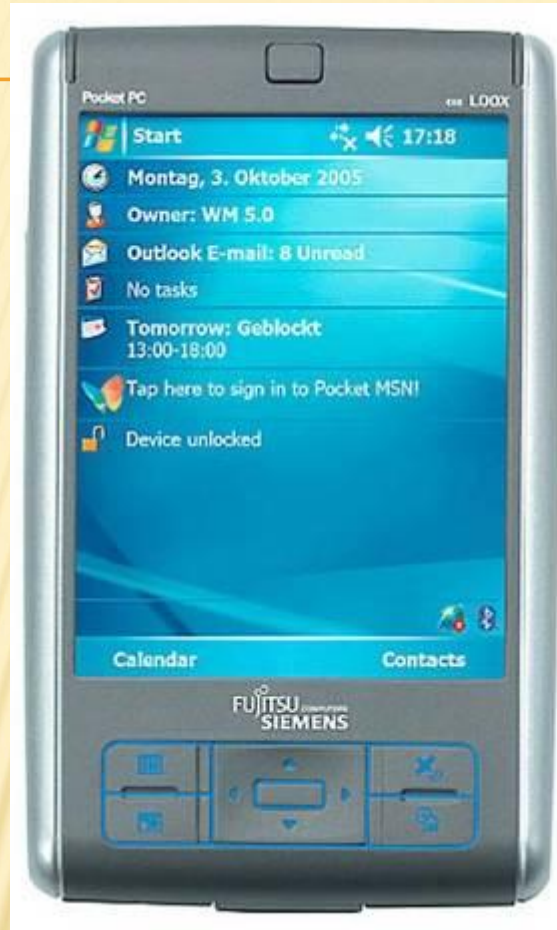 Pocket PC
LOOX
Start 17:18
Montag, 3. Oktober 2005
Owner: WM 5.0
Outlook E-mail: 8 Unread
No tasks
Tomorrow: Geblockt
13:00-18:00
Tap here to sign in to Pocket MSN!
Device unlocked
Calendar Contacts
FUJITSU COMPUTERS
SIEMENS